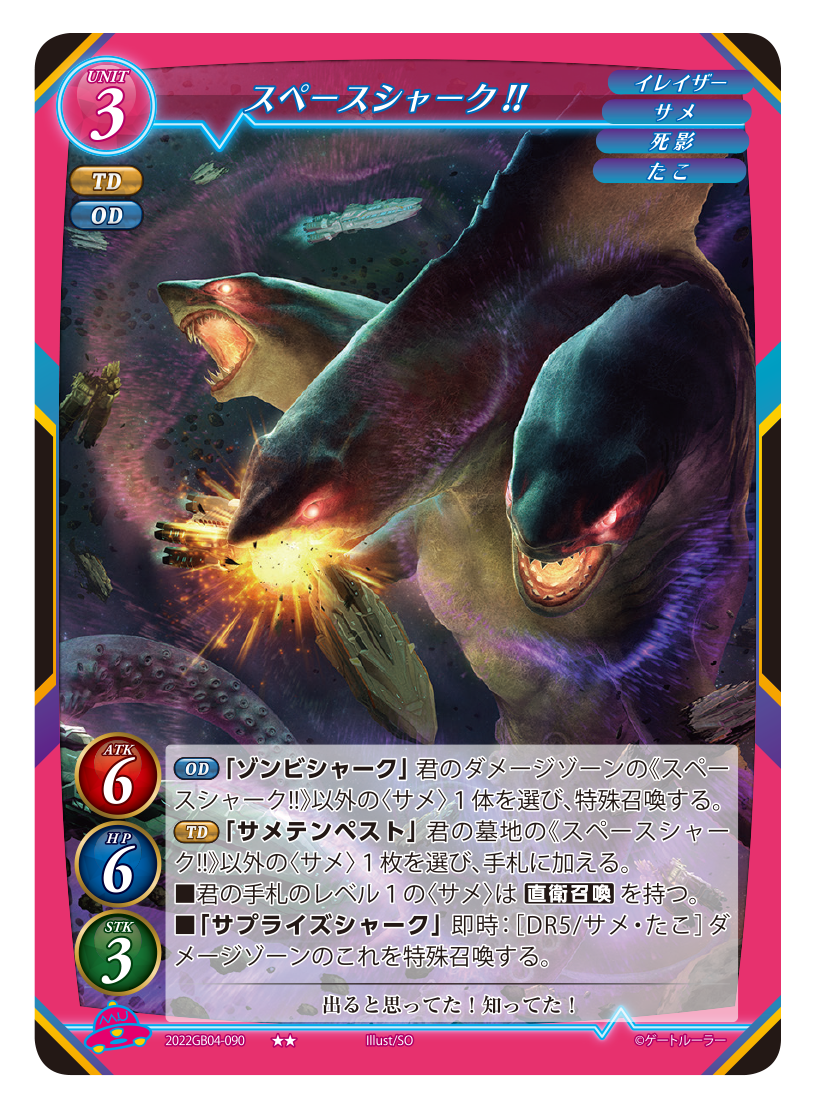 UNIT
3
スペースシャーク!!
イレイザー
サメ
死影
たこ
TD
OD
ATK
6
HP
6
STK
3
OD「ゾンビシャーク」君のダメージゾーンの《スペー
スシャーク!!》以外の〈サメ〉1体を選び、特殊召喚する。
TD「サメテンペスト」君の墓地の《スペースシャー
ク!!》以外の〈サメ〉1枚を選び、手札に加える。
■君の手札のレベル1の〈サメ〉は 直衛召喚 を持つ。
■「サプライズシャーク」即時：［DR5/サメ・たこ］ダ
メージゾーンのこれを特殊召喚する。
出ると思ってた！知ってた！
2022GB04-090 ★★ Illust/SO ©ゲートルーラー